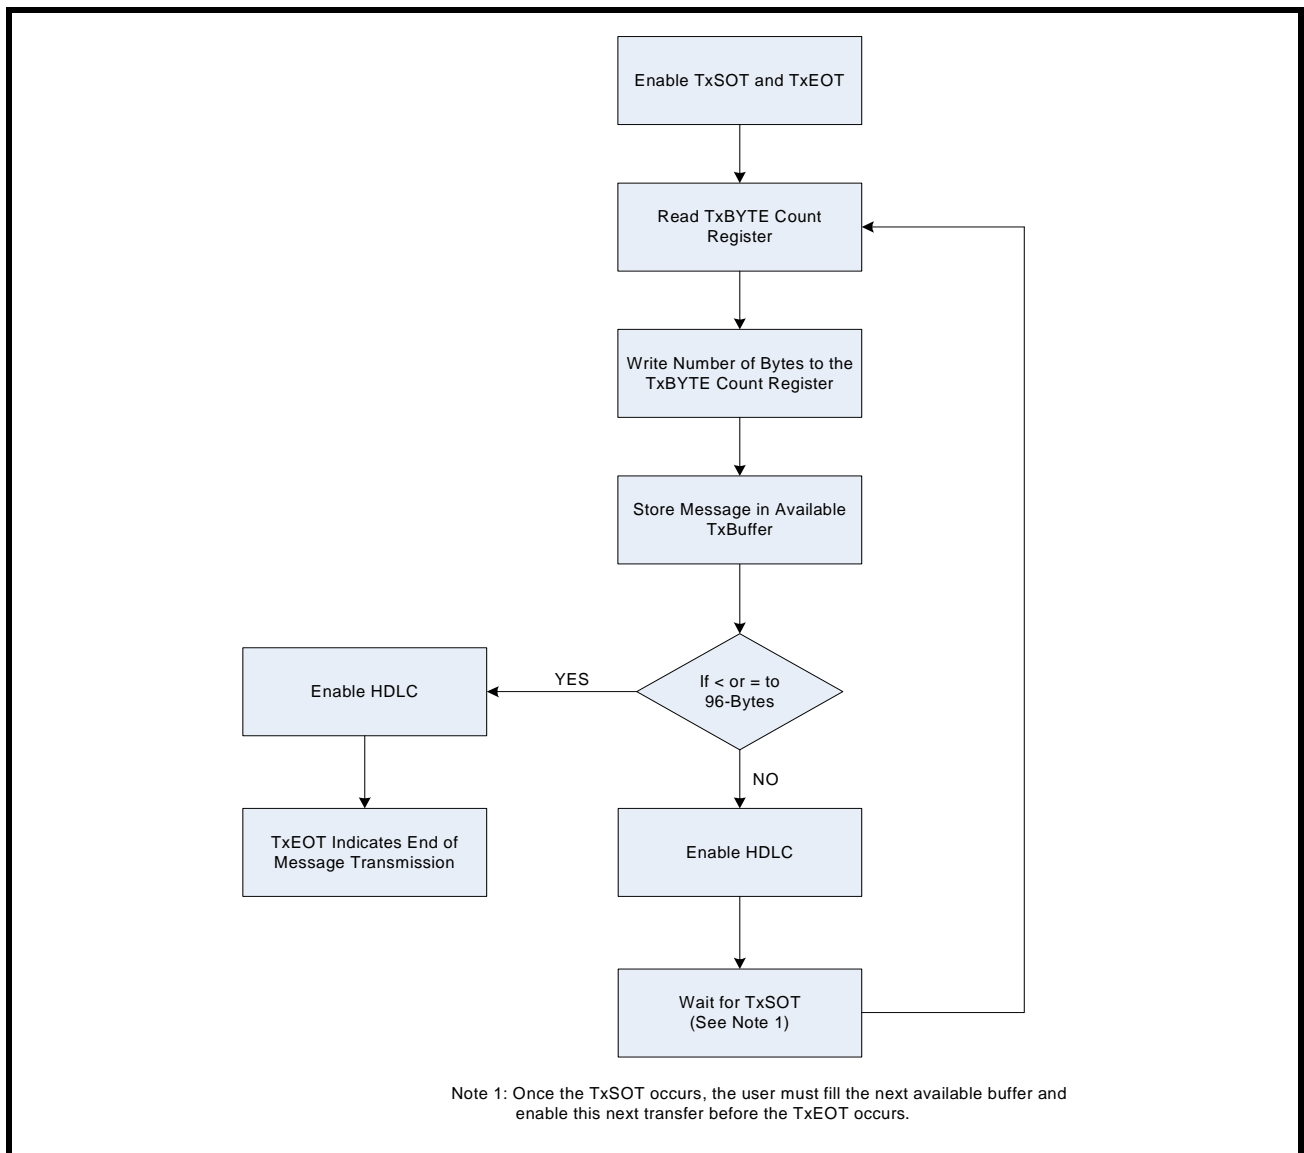 Enable TxSOT and TxEOT
Read TxBYTE Count
Register
Write Number of Bytes to the
TxBYTE Count Register
Store Message in Available
TxBuffer
If < or = to
96-Bytes
YES
Enable HDLC
TxEOT Indicates End of
Message Transmission
NO
Enable HDLC
Wait for TxSOT
(See Note 1)
Note 1: Once the TxSOT occurs, the user must fill the next available buffer and
enable this next transfer before the TxEOT occurs.